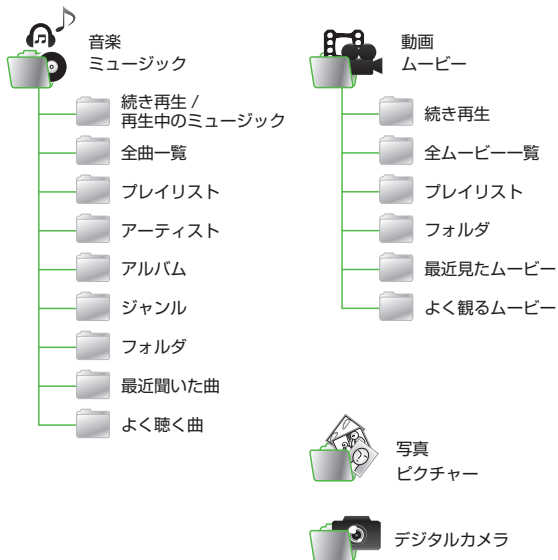 音楽
ミュージック
続き再生 /
再生中のミュージック
全曲一覧
プレイリスト
アーティスト
アルバム
ジャンル
フォルダ
最近聞いた曲
よく聴く曲
動画
ムービー
続き再生
全ムービー一覧
プレイリスト
フォルダ
最近見たムービー
よく観るムービー
写真
ピクチャー
デジタルカメラ